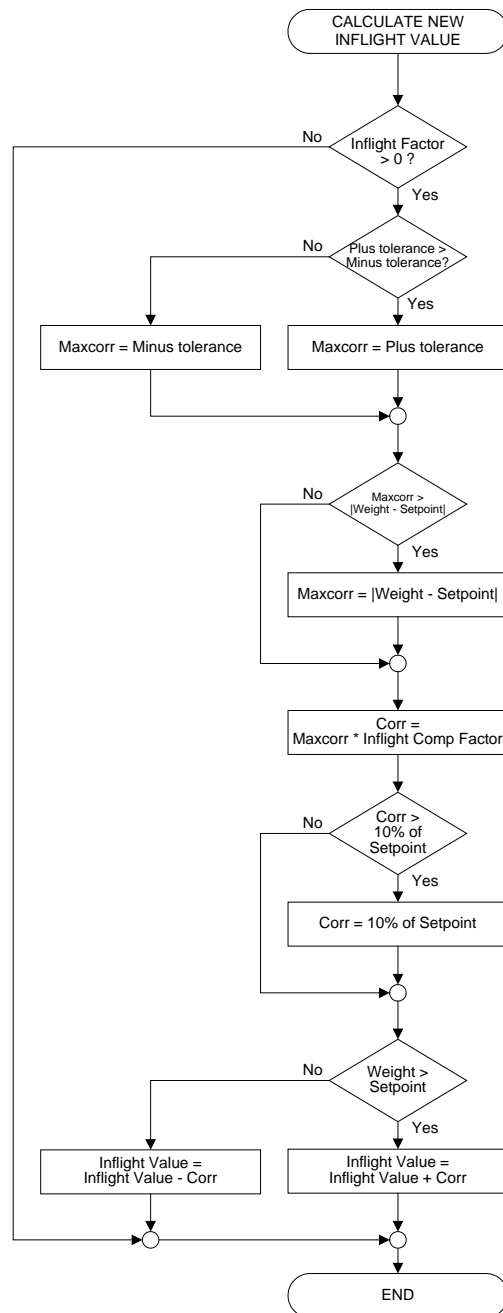 CALCULATE NEW
INFLIGHT VALUE
No
Inflight Factor
> 0 ?
Yes
No
Plus tolerance >
Minus tolerance?
Yes
Maxcorr = Minus tolerance
Maxcorr = Plus tolerance
No
Maxcorr >
|Weight - Setpoint|
Yes
Maxcorr = |Weight - Setpoint|
Corr =
Maxcorr * Inflight Comp Factor
No
Corr >
10% of
Setpoint
Yes
Corr = 10% of Setpoint
No
Weight >
Setpoint
Yes
Inflight Value =
Inflight Value - Corr
Inflight Value =
Inflight Value + Corr
END